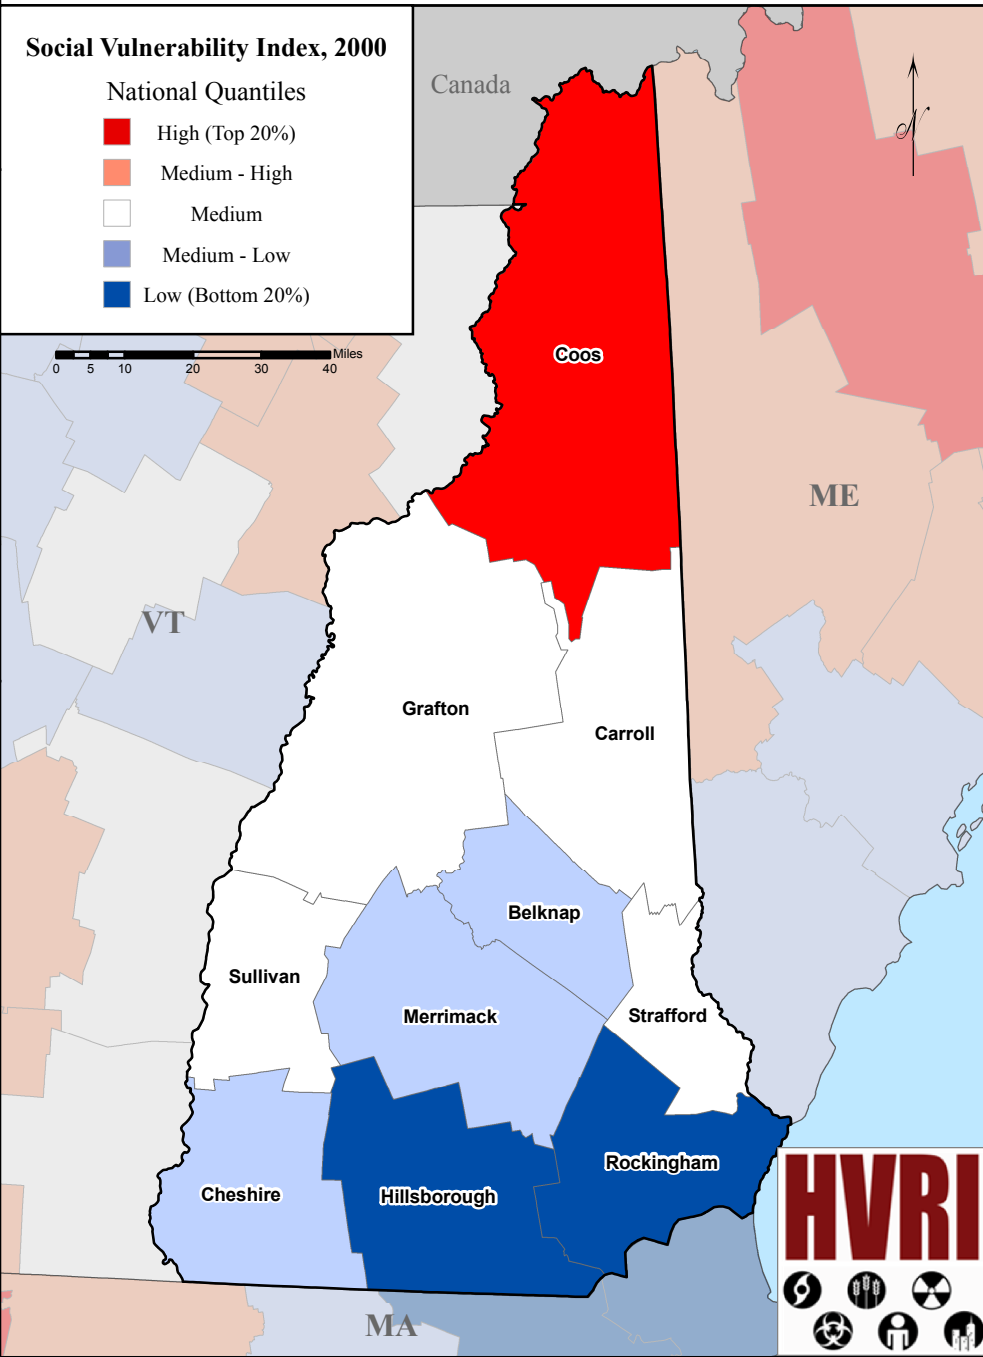 Social Vulnerability Index, 2000
National Quantiles
High (Top 20%)
Medium - High
Medium
Medium - Low
Low (Bottom 20%)
Canada
N
Miles
0 5 10 20 30 40
Coos
ME
VT
Grafton
Carroll
Belknap
Sullivan
Merrimack
Strafford
Rockingham
Cheshire
Hillsborough
HVRI
MA